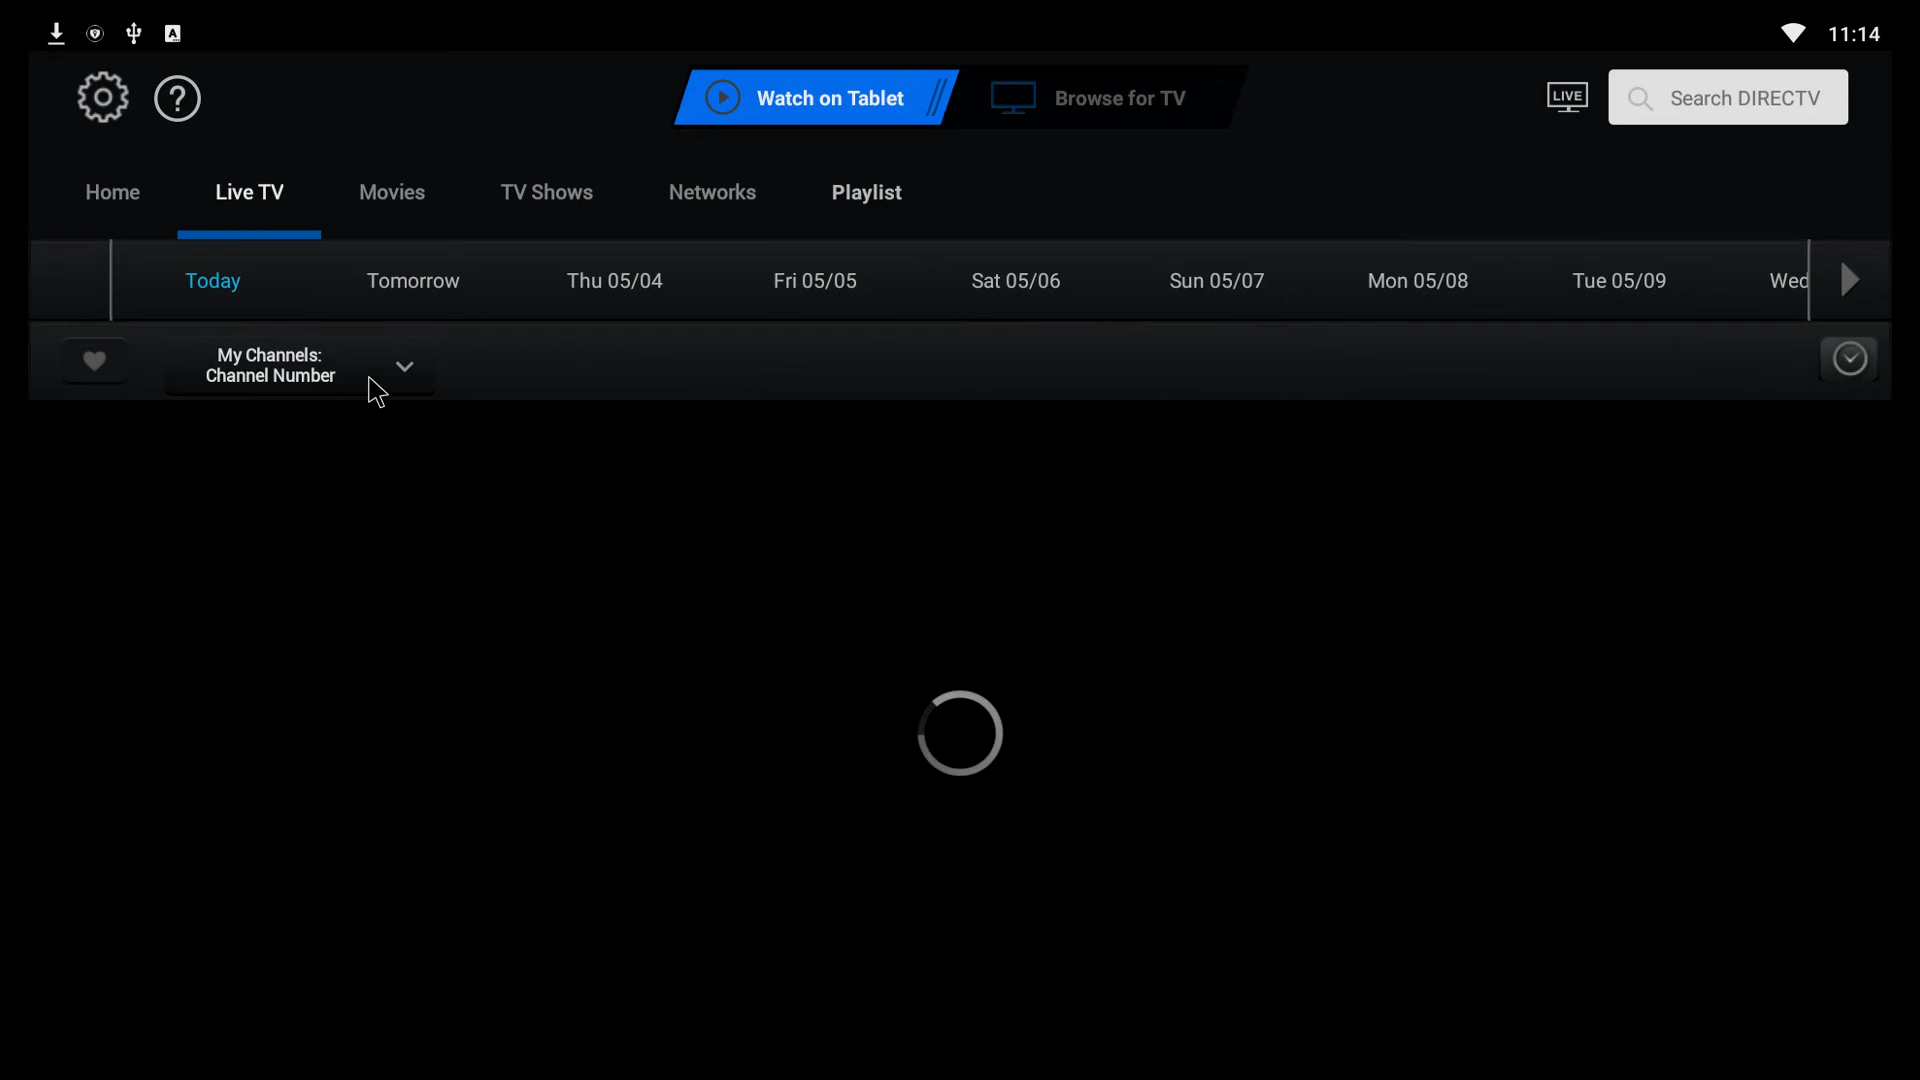 A
11:14
?
Watch on Tablet
Browse for TV
LIVE
Search DIRECTV
Home
Live TV
Movies
TV Shows
Networks
Playlist
Today
Tomorrow
Thu 05/04
Fri 05/05
Sat 05/06
Sun 05/07
Mon 05/08
Tue 05/09
Wed
My Channels:
Channel Number